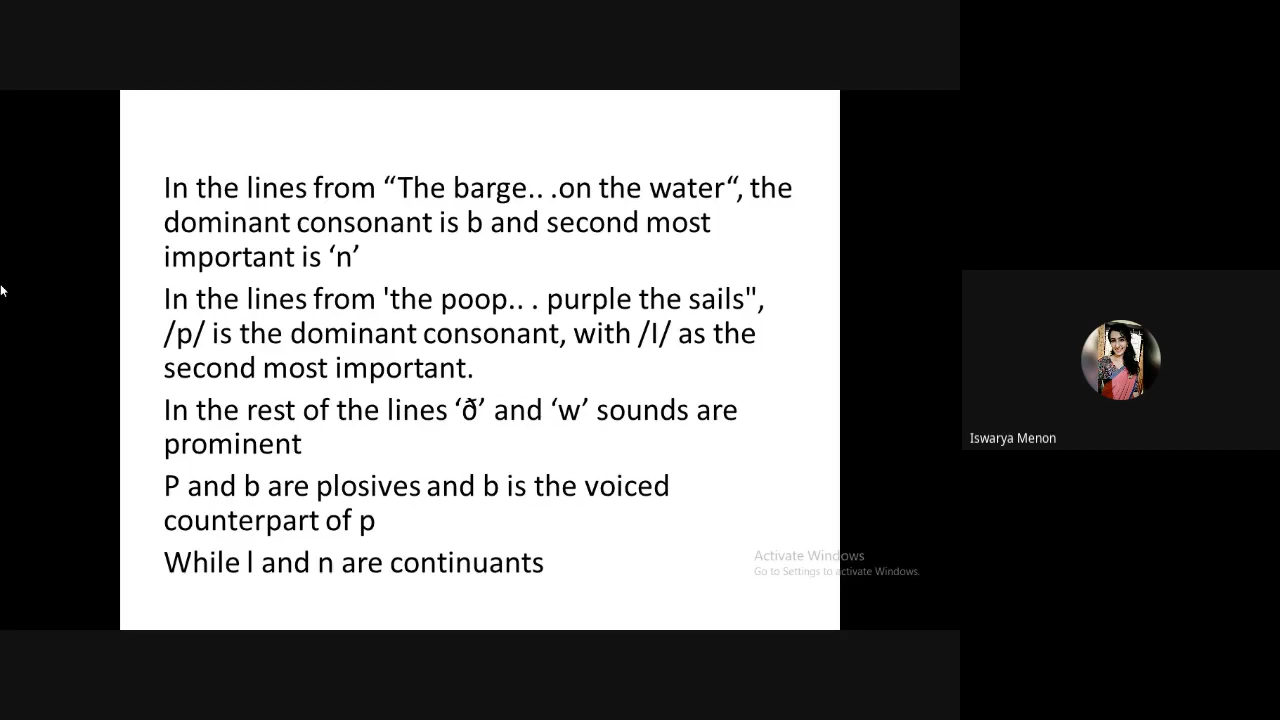 In the lines from “The barge.. .on the water“, the
dominant consonant is b and second most
important is ‘n’
In the lines from 'the poop.. . purple the sails",
/p/ is the dominant consonant, with /I/ as the
second most important.
In the rest of the lines ‘ð’ and ‘w’ sounds are
prominent
P and b are plosives and b is the voiced
counterpart of p
While l and n are continuants
Activate Windows
Go to Settings to activate Windows.
Iswarya Menon